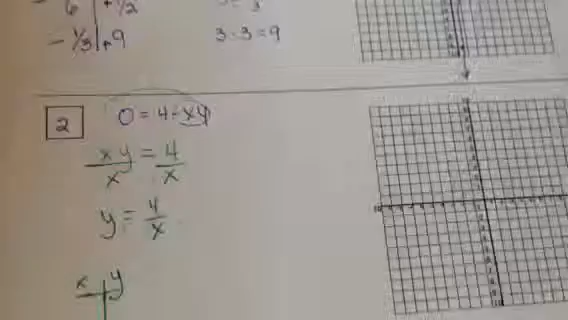 6 | + 1/2
- 1/3 | + 9
3 · 3 = 9
2
0 = 4 - xy
xy/x = 4/x
y = 4/x
x y